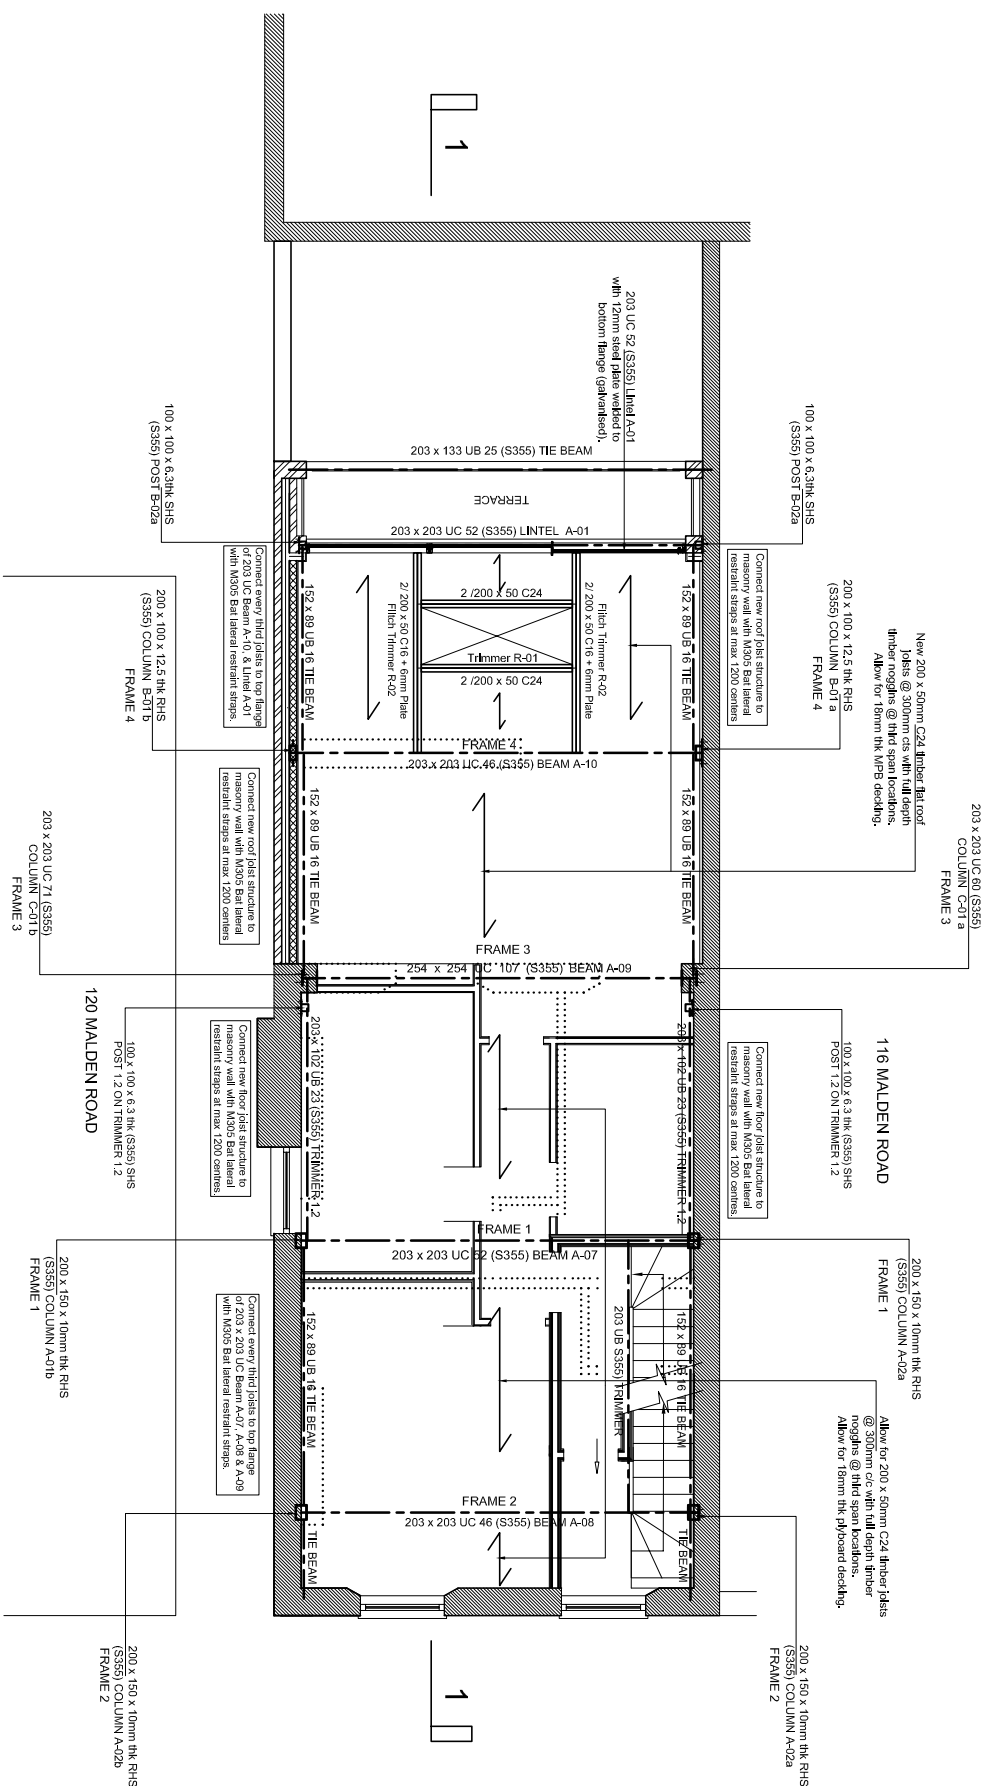 1
203 UC 52 (S355) Lintel A-01
with 12mm steel plate welded to
bottom flange (galvanised).
203 x 133 UB 25 (S355) TIE BEAM
TERRACE
203 x 203 UC 52 (S355) LINTEL A-01
100 x 100 x 6.3thk SHS
(S355) POST B-02a
100 x 100 x 6.3thk SHS
(S355) POST B-02a
Connect every third joists to top flange
of 203 UC Beam A-10, & Lintel A-01
with M305 Bat lateral restraint straps.
Connect new roof joist structure to
masonry wall with M305 Bat lateral
restraint straps at max 1200 centers
200 x 100 x 12.5 thk RHS
(S355) COLUMN B-01 b
FRAME 4
200 x 100 x 12.5 thk RHS
(S355) COLUMN B-01 a
FRAME 4
New 200 x 50mm C24 timber flat roof
joists @ 300mm cts with full depth
timber noggins @ third span locations.
Allow for 18mm thk MPB decking.
152 x 89 UB 16 TIE BEAM
2/ 200 x 50 C16 + 6mm Plate
Flitch Trimmer R-02
2 /200 x 50 C24
Trimmer R-01
2 /200 x 50 C24
2/ 200 x 50 C16 + 6mm Plate
Flitch Trimmer R-02
152 x 89 UB 16 TIE BEAM
FRAME 4
203 x 203 UC 46 (S355) BEAM A-10
152 x 89 UB 16 TIE BEAM
152 x 89 UB 16 TIE BEAM
Connect new roof joist structure to
masonry wall with M305 Bat lateral
restraint straps at max 1200 centers
203 x 203 UC 71 (S355)
COLUMN C-01 b
FRAME 3
203 x 203 UC 60 (S355)
COLUMN C-01 a
FRAME 3
FRAME 3
254 x 254 UC 107 (S355) BEAM A-09
120 MALDEN ROAD
116 MALDEN ROAD
100 x 100 x 6.3 thk (S355) SHS
POST 1.2 ON TRIMMER 1.2
100 x 100 x 6.3 thk (S355) SHS
POST 1.2 ON TRIMMER 1.2
Connect new floor joist structure to
masonry wall with M305 Bat lateral
restraint straps at max 1200 centres.
Connect new floor joist structure to
masonry wall with M305 Bat lateral
restraint straps at max 1200 centres.
203 x 102 UB 23 (S355) TRIMMER 1.2
203 x 102 UB 23 (S355) TRIMMER 1.2
FRAME 1
203 x 203 UC 52 (S355) BEAM A-07
200 x 150 x 10mm thk RHS
(S355) COLUMN A-01b
FRAME 1
200 x 150 x 10mm thk RHS
(S355) COLUMN A-02a
FRAME 1
Connect every third joists to top flange
of 203 x 203 UC Beam A-07, A-08 & A-09
with M305 Bat lateral restraint straps.
152 x 89 UB 16 TIE BEAM
203 UB S355) TRIMMER
152 x 89 UB 16 TIE BEAM
Allow for 200 x 50mm C24 timber joists
@ 300mm c/c with full depth timber
noggins @ third span locations.
Allow for 18mm thk plyboard decking.
FRAME 2
203 x 203 UC 46 (S355) BEAM A-08
TIE BEAM
TIE BEAM
200 x 150 x 10mm thk RHS
(S355) COLUMN A-02b
FRAME 2
200 x 150 x 10mm thk RHS
(S355) COLUMN A-02a
FRAME 2
1